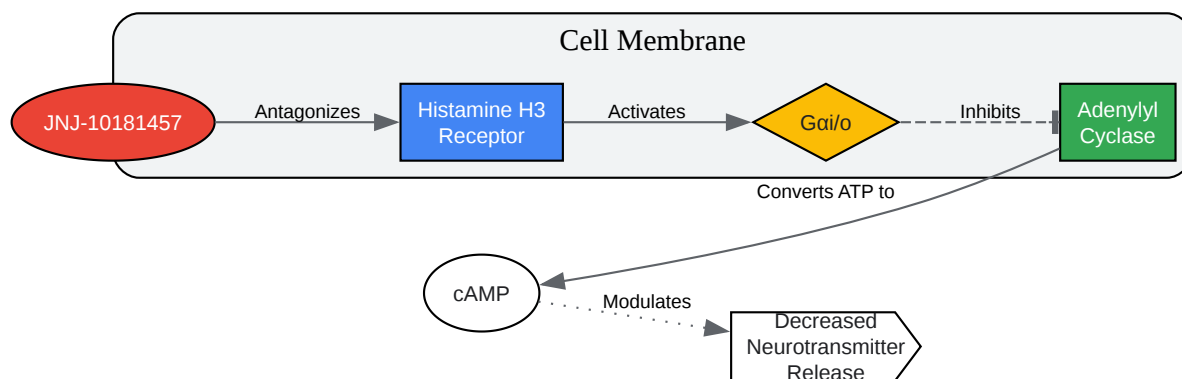 Cell Membrane
JNJ-10181457
Antagonizes
Histamine H3
Receptor
Activates
Gαi/o
Inhibits
Adenylyl
Cyclase
Converts ATP to
cAMP
Modulates
Decreased
Neurotransmitter
Release